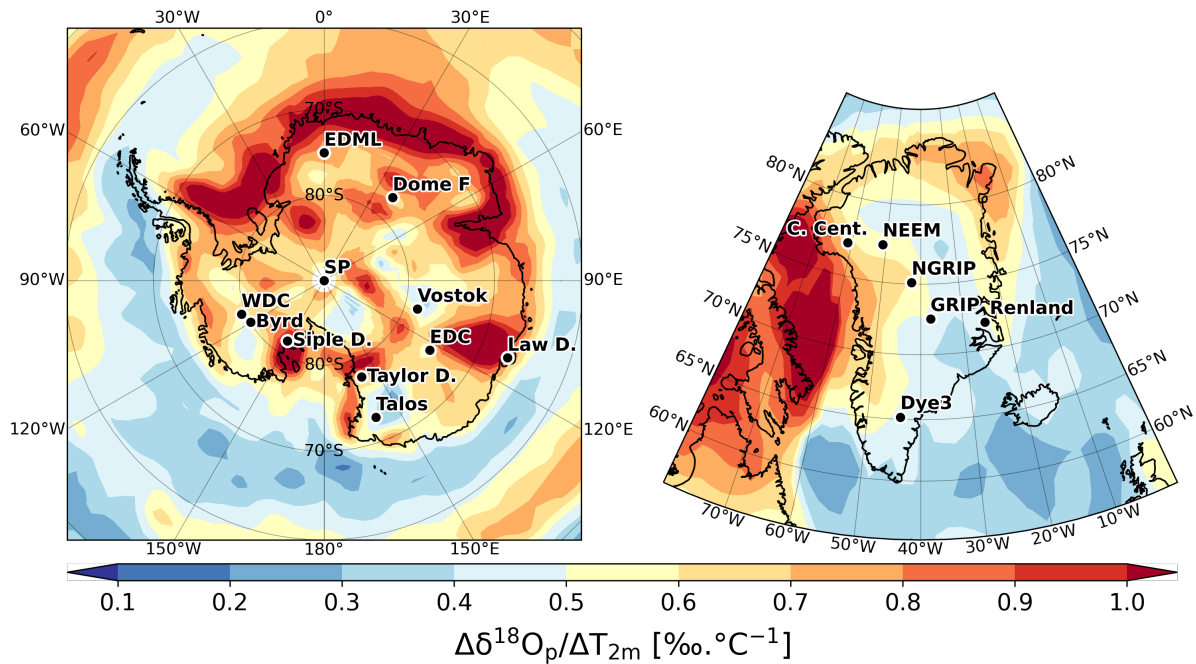 30°W 0° 30°E
60°W 60°E
70°S
EDML
80°S
Dome F
90°W SP 90°E
WDC Vostok
Byrd
Siple D. EDC Law D.
80°S
Taylor D.
Talos
120°W 120°E
70°S
150°W 180° 150°E
80°N 80°N
C. Cent. NEEM
75°N 75°N
NGRIP
70°N GRIP Renland 70°N
65°N 65°N
Dye3
60°N 60°N
70°W 60°W 50°W 40°W 30°W 20°W 10°W
0.1 0.2 0.3 0.4 0.5 0.6 0.7 0.8 0.9 1.0
Δδ¹⁸Oₚ/ΔT₂ₘ [‰.°C⁻¹]